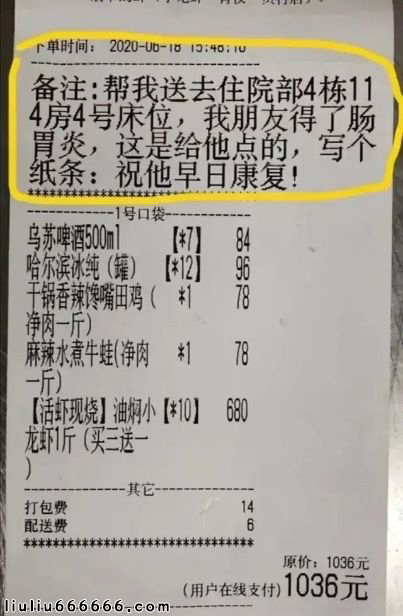 下单时间: 2020-06-18 15:48:10
备注:帮我送去住院部4栋11
4房4号床位，我朋友得了肠
胃炎，这是给他点的，写个
纸条：祝他早日康复!
********************************
1号口袋
乌苏啤酒500ml 【*7】 84
哈尔滨冰纯（罐） 【*12】 96
干锅香辣馋嘴田鸡（ *1 78
净肉一斤）
麻辣水煮牛蛙(净肉 *1 78
一斤)
【活虾现烧】油焖小 【*10】 680
龙虾1斤（买三送一
）
其它
打包费 14
配送费 6
********************************
原价: 1036元
(用户在线支付)1036元
liuliu666666.com